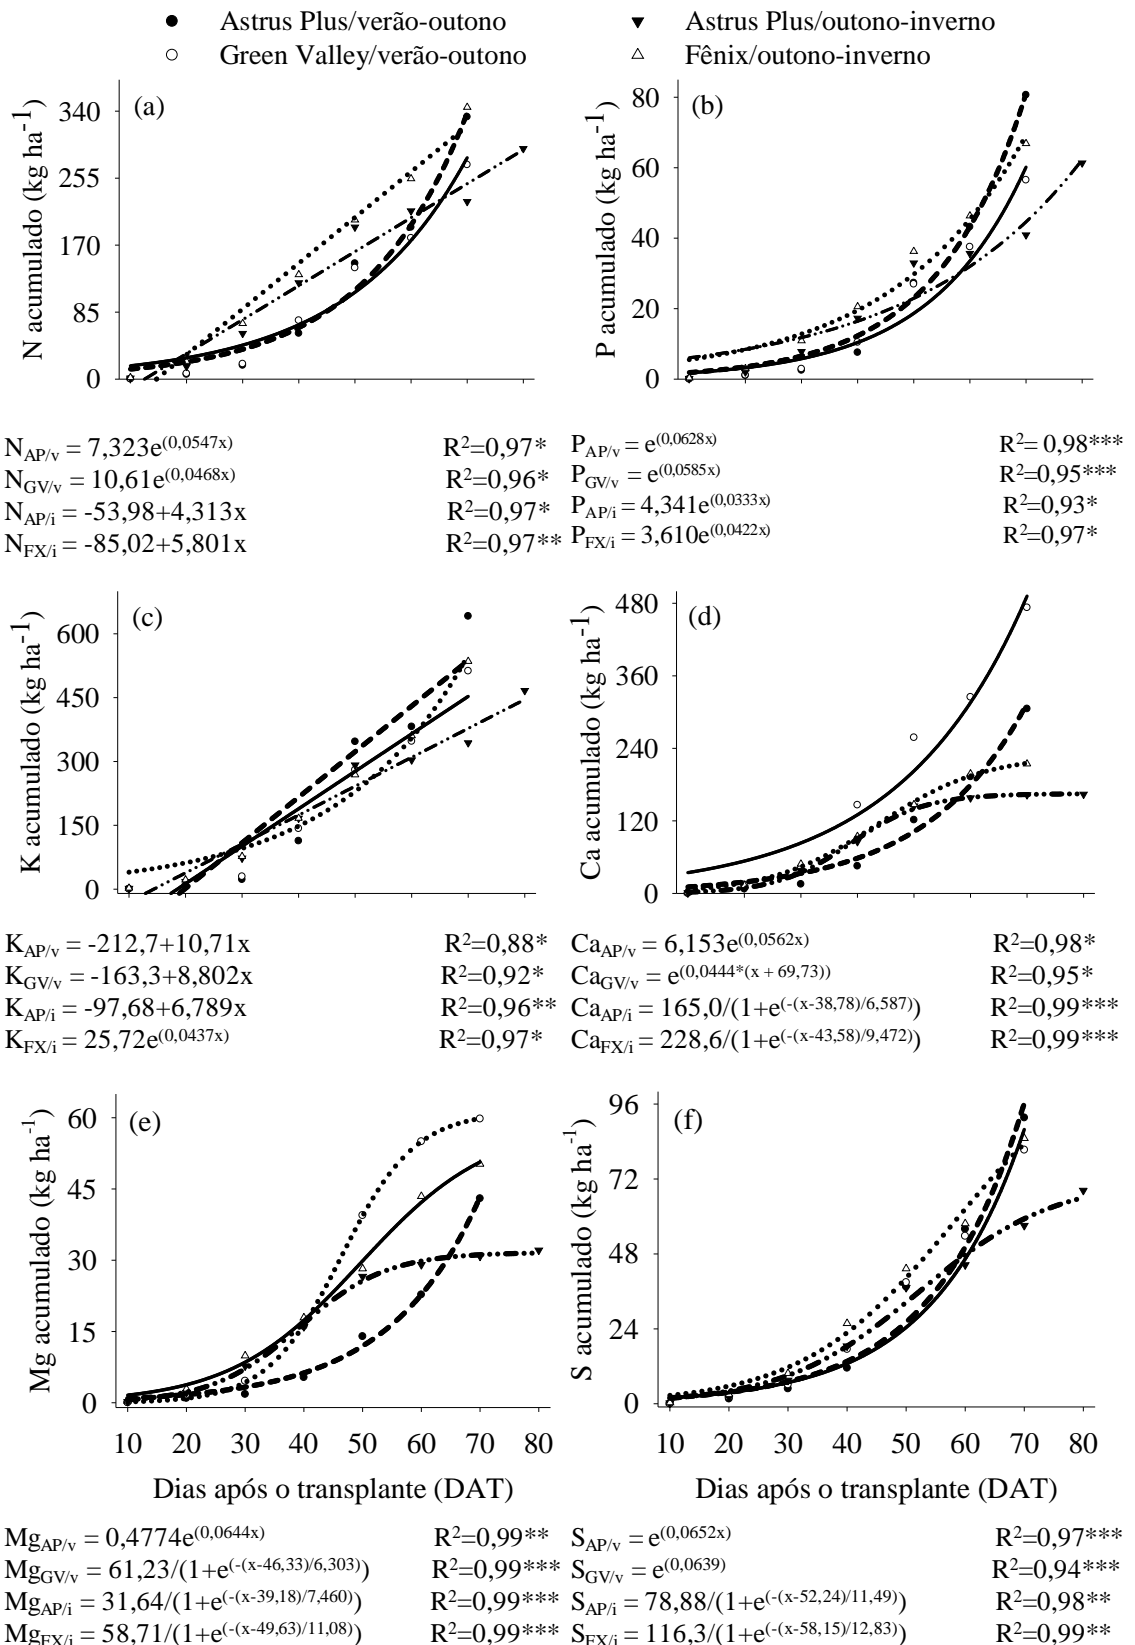 Astrus Plus/verão-outono Astrus Plus/outono-inverno
Green Valley/verão-outono Fênix/outono-inverno
(a)
N acumulado (kg ha-1)
340
255
170
85
0
(b)
P acumulado (kg ha-1)
80
60
40
20
0
NAP/v = 7,323e(0,0547x) R2=0,97*
NGV/v = 10,61e(0,0468x) R2=0,96*
NAP/i = -53,98+4,313x R2=0,97*
NFX/i = -85,02+5,801x R2=0,97**
PAP/v = e(0,0628x) R2= 0,98***
PGV/v = e(0,0585x) R2=0,95***
PAP/i = 4,341e(0,0333x) R2=0,93*
PFX/i = 3,610e(0,0422x) R2=0,97*
(c)
K acumulado (kg ha-1)
600
450
300
150
0
(d)
Ca acumulado (kg ha-1)
480
360
240
120
0
KAP/v = -212,7+10,71x R2=0,88*
KGV/v = -163,3+8,802x R2=0,92*
KAP/i = -97,68+6,789x R2=0,96**
KFX/i = 25,72e(0,0437x) R2=0,97*
CaAP/v = 6,153e(0,0562x) R2=0,98*
CaGV/v = e(0,0444*(x + 69,73)) R2=0,95*
CaAP/i = 165,0/(1+e(-(x-38,78)/6,587)) R2=0,99***
CaFX/i = 228,6/(1+e(-(x-43,58)/9,472)) R2=0,99***
(e)
Mg acumulado (kg ha-1)
60
45
30
15
0
10 20 30 40 50 60 70 80
Dias após o transplante (DAT)
(f)
S acumulado (kg ha-1)
96
72
48
24
0
10 20 30 40 50 60 70 80
Dias após o transplante (DAT)
MgAP/v = 0,4774e(0,0644x) R2=0,99**
MgGV/v = 61,23/(1+e(-(x-46,33)/6,303)) R2=0,99***
MgAP/i = 31,64/(1+e(-(x-39,18)/7,460)) R2=0,99***
MgFX/i = 58,71/(1+e(-(x-49,63)/11,08)) R2=0,99***
SAP/v = e(0,0652x) R2=0,97***
SGV/v = e(0,0639) R2=0,94***
SAP/i = 78,88/(1+e(-(x-52,24)/11,49)) R2=0,98**
SFX/i = 116,3/(1+e(-(x-58,15)/12,83)) R2=0,99**